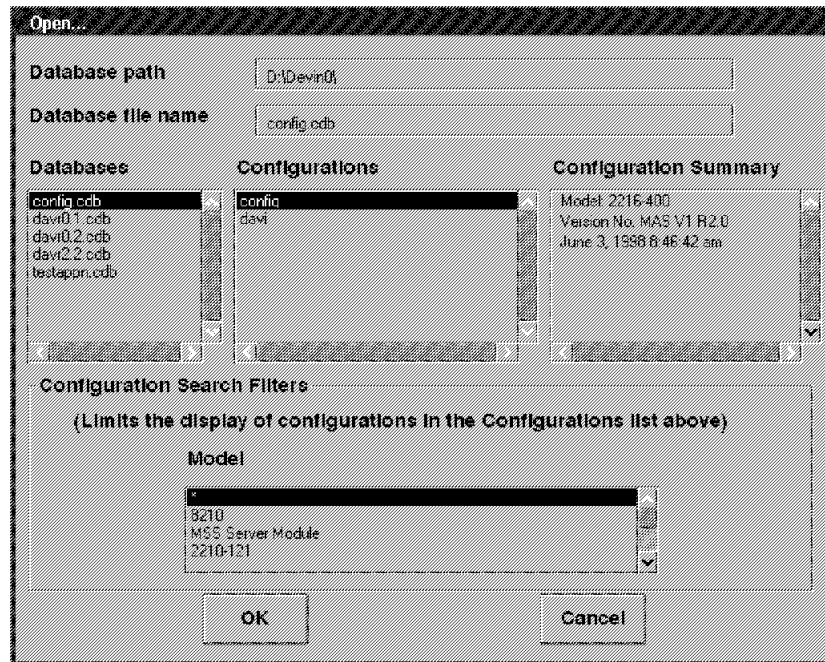 Open...
Database path
D:\Devin0\
Database file name
config.cdb
Databases
Configurations
Configuration Summary
config.cdb
davr0.1.cdb
davr0.2.cdb
davr2.2.cdb
testappn.cdb
config
davi
Model: 2216-400
Version No. MAS V1 R2.0
June 3, 1998 8:46:42 am
Configuration Search Filters
(Limits the display of configurations in the Configurations list above)
Model
*
8210
MSS Server Module
2210-121
OK
Cancel